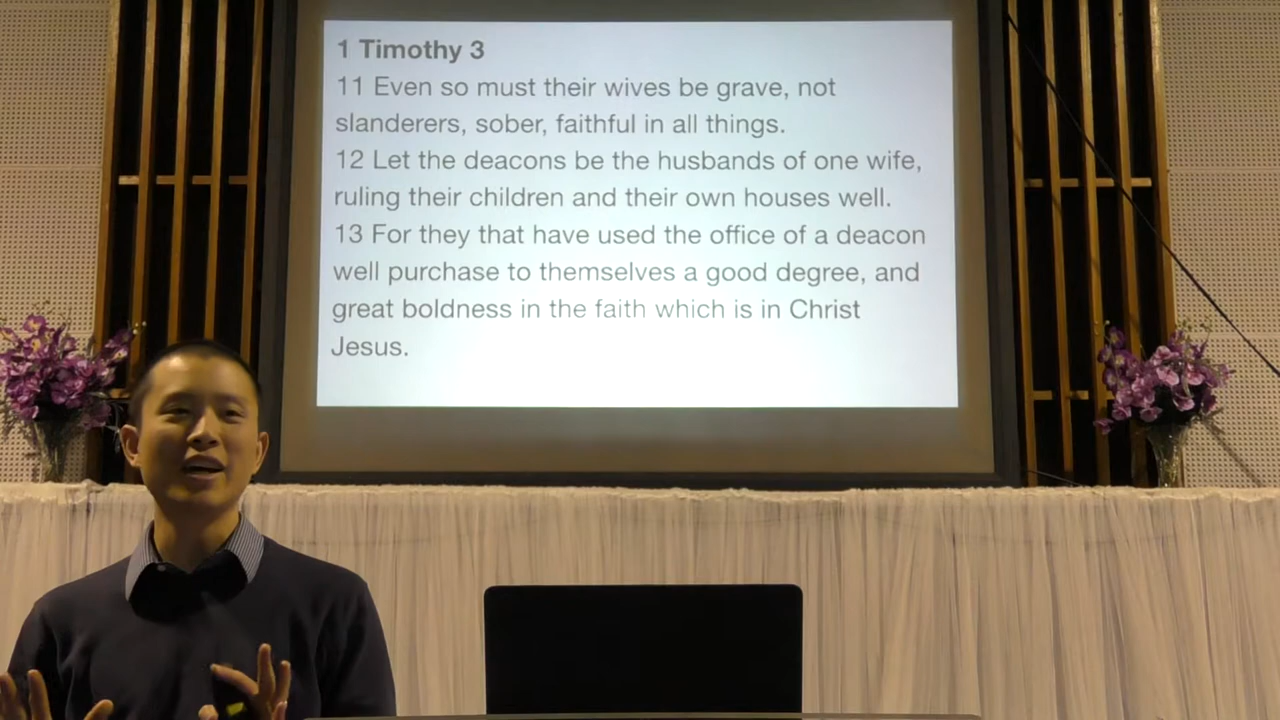 1 Timothy 3
11 Even so must their wives be grave, not
slanderers, sober, faithful in all things.
12 Let the deacons be the husbands of one wife,
ruling their children and their own houses well.
13 For they that have used the office of a deacon
well purchase to themselves a good degree, and
great boldness in the faith which is in Christ
Jesus.